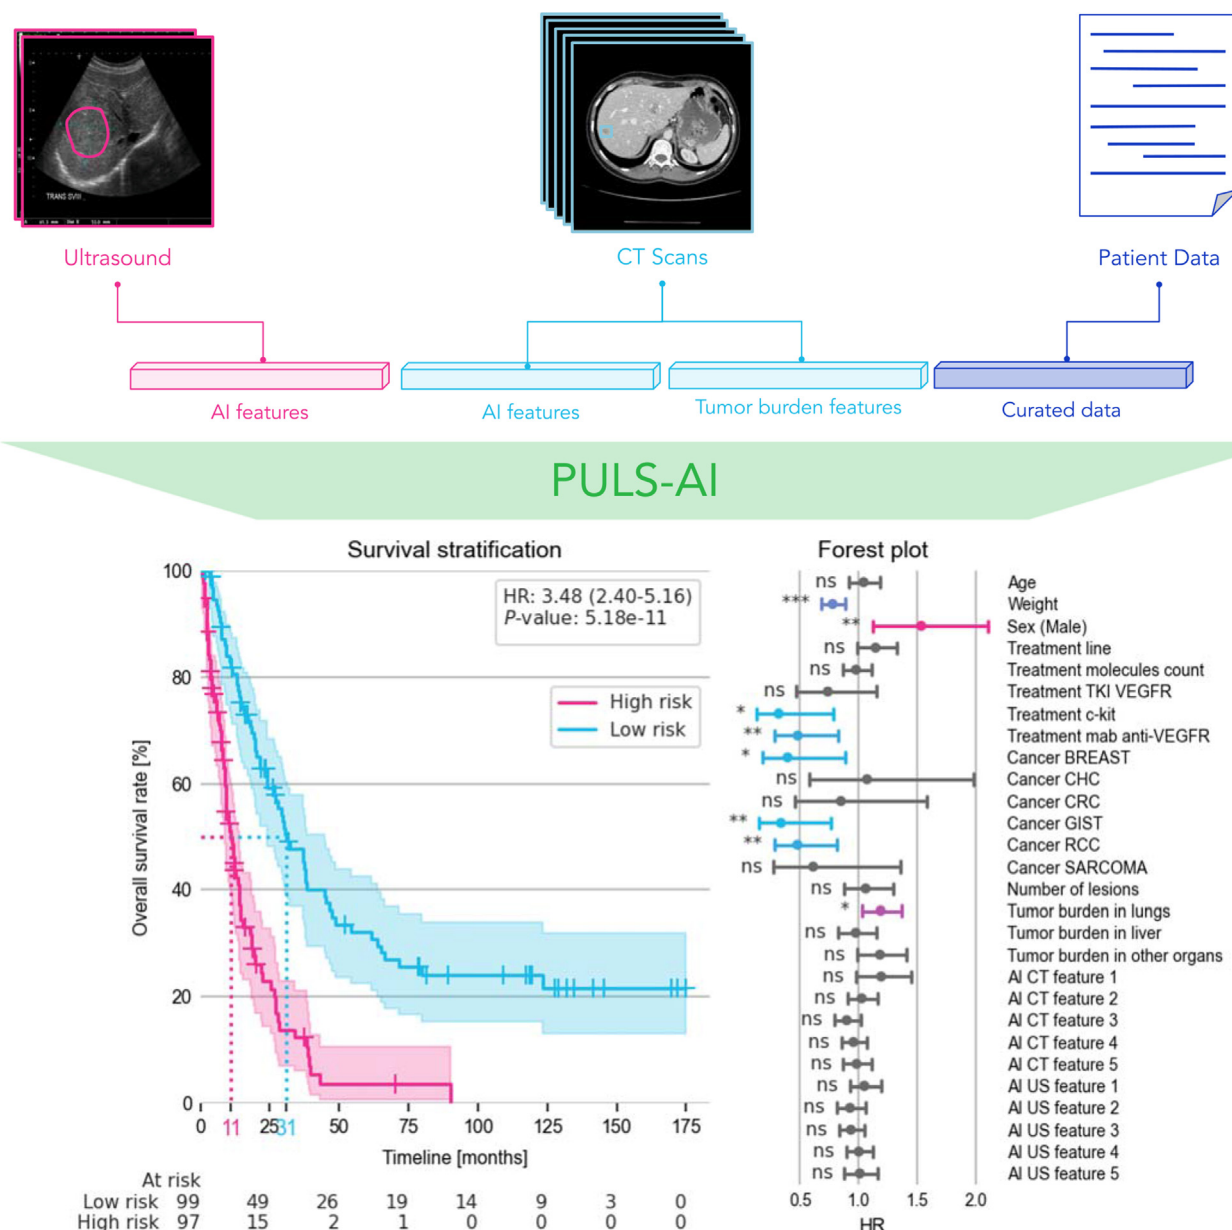 TRANS SVIII
Ultrasound
CT Scans
Patient Data
AI features
AI features
Tumor burden features
Curated data
PULS-AI
Survival stratification
HR: 3.48 (2.40-5.16)
P-value: 5.18e-11
High risk
Low risk
Overall survival rate [%]
100
80
60
40
20
0
0 11 25 31 50 75 100 125 150 175
Timeline [months]
At risk
Low risk 99 49 26 19 14 9 3 0
High risk 97 15 2 1 0 0 0 0
Forest plot
ns Age
*** Weight
** Sex (Male)
ns Treatment line
ns Treatment molecules count
ns Treatment TKI VEGFR
* Treatment c-kit
** Treatment mab anti-VEGFR
* Cancer BREAST
ns Cancer CHC
ns Cancer CRC
** Cancer GIST
** Cancer RCC
ns Cancer SARCOMA
ns Number of lesions
* Tumor burden in lungs
ns Tumor burden in liver
ns Tumor burden in other organs
ns AI CT feature 1
ns AI CT feature 2
ns AI CT feature 3
ns AI CT feature 4
ns AI CT feature 5
ns AI US feature 1
ns AI US feature 2
ns AI US feature 3
ns AI US feature 4
ns AI US feature 5
0.5 1.0 1.5 2.0
HR